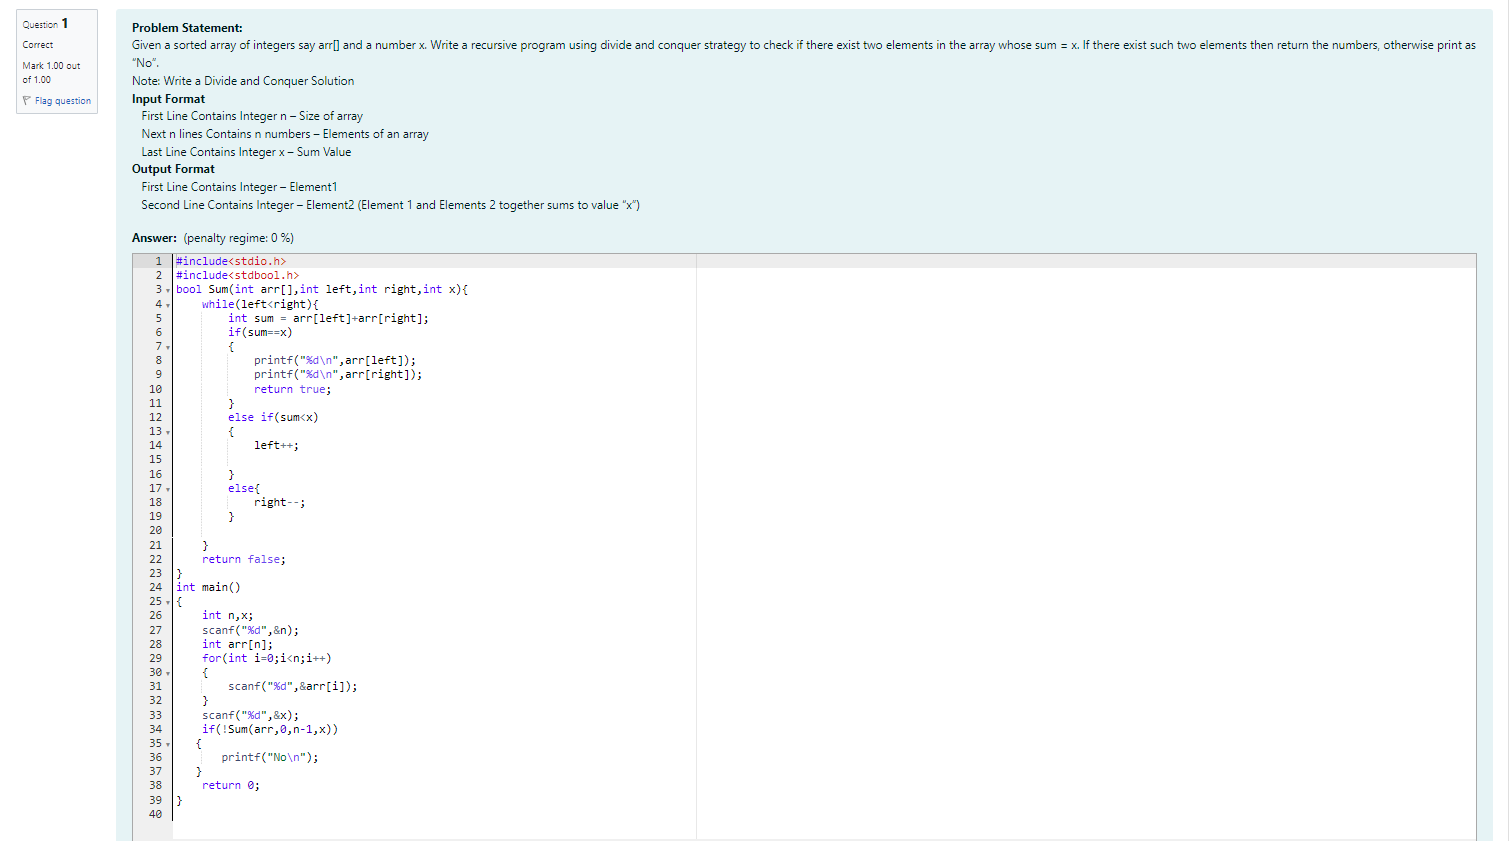 Question 1
Correct
Mark 1.00 out
of 1.00
Flag question
Problem Statement:
Given a sorted array of integers say arr[] and a number x. Write a recursive program using divide and conquer strategy to check if there exist two elements in the array whose sum = x. If there exist such two elements then return the numbers, otherwise print as
"No".
Note: Write a Divide and Conquer Solution
Input Format
First Line Contains Integer n – Size of array
Next n lines Contains n numbers – Elements of an array
Last Line Contains Integer x – Sum Value
Output Format
First Line Contains Integer – Element1
Second Line Contains Integer – Element2 (Element 1 and Elements 2 together sums to value "x")
Answer: (penalty regime: 0 %)
1 #include<stdio.h>
2 #include<stdbool.h>
3 bool Sum(int arr[],int left,int right,int x){
4 while(left<right){
5 int sum = arr[left]+arr[right];
6 if(sum==x)
7 {
8 printf("%d\n",arr[left]);
9 printf("%d\n",arr[right]);
10 return true;
11 }
12 else if(sum<x)
13 {
14 left++;
15
16 }
17 else{
18 right--;
19 }
20
21 }
22 return false;
23 }
24 int main()
25 {
26 int n,x;
27 scanf("%d",&n);
28 int arr[n];
29 for(int i=0;i<n;i++)
30 {
31 scanf("%d",&arr[i]);
32 }
33 scanf("%d",&x);
34 if(!Sum(arr,0,n-1,x))
35 {
36 printf("No\n");
37 }
38 return 0;
39 }
40